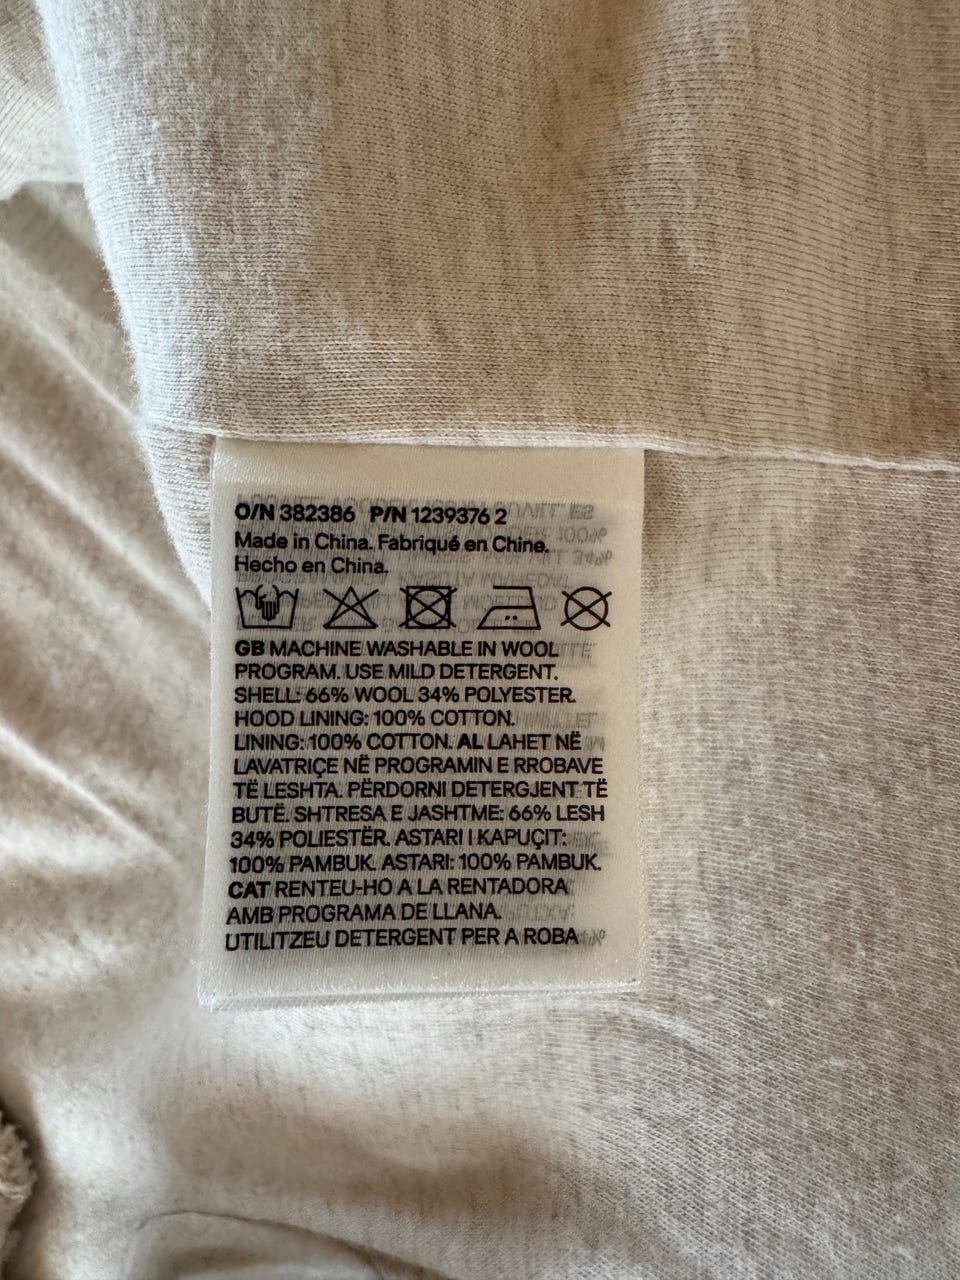 O/N 382386 P/N 1239376 2
Made in China. Fabriqué en Chine.
Hecho en China.
GB MACHINE WASHABLE IN WOOL
PROGRAM. USE MILD DETERGENT.
SHELL: 66% WOOL 34% POLYESTER.
HOOD LINING: 100% COTTON.
LINING: 100% COTTON. AL LAHET NË
LAVATRIÇE NË PROGRAMIN E RROBAVE
TË LESHTA. PËRDORNI DETERGJENT TË
BUTË. SHTRESA E JASHTME: 66% LESH
34% POLIESTËR. ASTARI I KAPUÇIT:
100% PAMBUK. ASTARI: 100% PAMBUK.
CAT RENTEU-HO A LA RENTADORA
AMB PROGRAMA DE LLANA.
UTILITZEU DETERGENT PER A ROBA